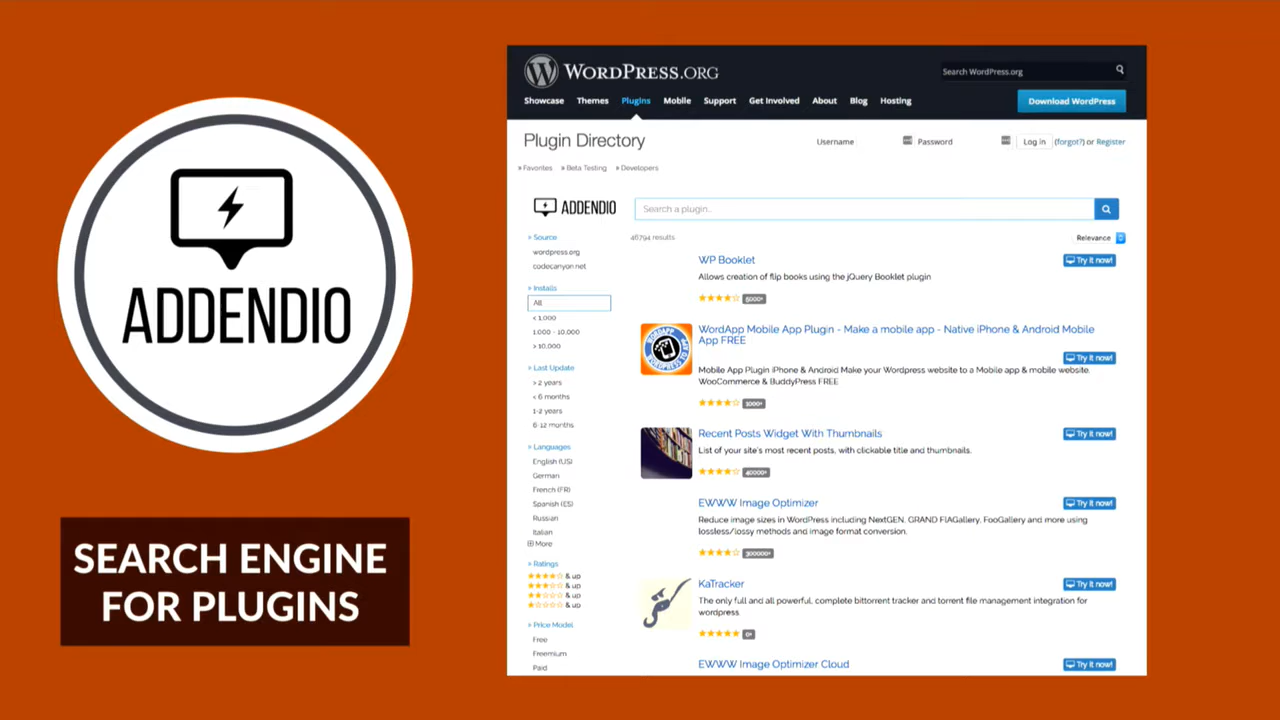 ADDENDIO
SEARCH ENGINE
FOR PLUGINS
WORDPRESS.ORG
Search WordPress.org
Showcase Themes Plugins Mobile Support Get Involved About Blog Hosting
Download WordPress
Plugin Directory
Username Password Log in (forgot?) or Register
» Favorites » Beta Testing » Developers
ADDENDIO
Search a plugin..
46794 results
Relevance
» Source
wordpress.org
codecanyon.net
» Installs
All
< 1,000
1.000 - 10,000
> 10,000
» Last Update
> 2 years
< 6 months
1-2 years
6-12 months
» Languages
English (US)
German
French (FR)
Spanish (ES)
Russian
Italian
More
» Ratings
& up
& up
& up
& up
» Price Model
Free
Freemium
Paid
WP Booklet
Try it now!
Allows creation of flip books using the jQuery Booklet plugin
5000+
WordApp Mobile App Plugin - Make a mobile app - Native iPhone & Android Mobile
App FREE
Try it now!
Mobile App Plugin iPhone & Android Make your Wordpress website to a Mobile app & mobile website.
WooCommerce & BuddyPress FREE
1000+
Recent Posts Widget With Thumbnails
Try it now!
List of your site's most recent posts, with clickable title and thumbnails.
40000+
EWWW Image Optimizer
Try it now!
Reduce image sizes in WordPress including NextGEN, GRAND FlAGallery, FooGallery and more using
lossless/lossy methods and image format conversion.
300000+
KaTracker
Try it now!
The only full and all powerful, complete bittorrent tracker and torrent file management integration for
wordpress.
0+
EWWW Image Optimizer Cloud
Try it now!